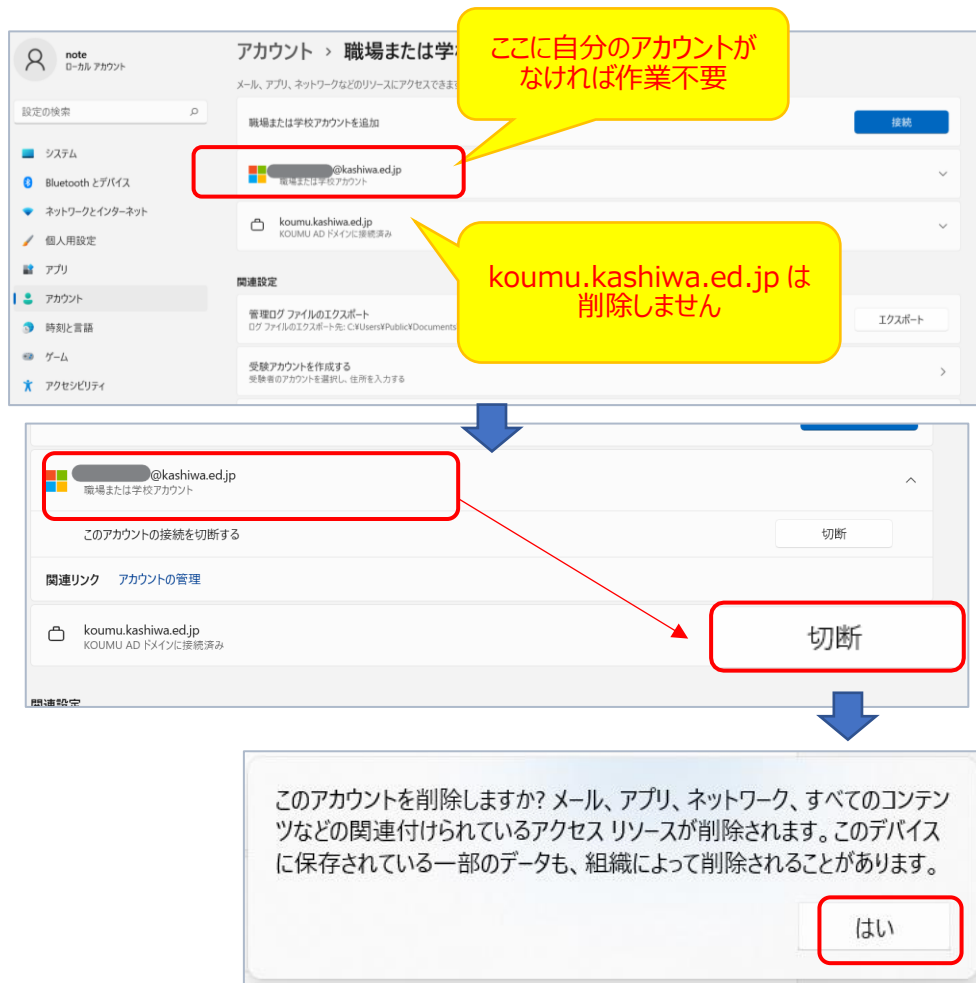 note
ローカル アカウント
設定の検索
システム
Bluetooth とデバイス
ネットワークとインターネット
個人用設定
アプリ
アカウント
時刻と言語
ゲーム
アクセシビリティ
アカウント › 職場または学
メール、アプリ、ネットワークなどのリソースにアクセスできま
ここに自分のアカウントが
なければ作業不要
職場または学校アカウントを追加
接続
@kashiwa.ed.jp
職場または学校アカウント
koumu.kashiwa.ed.jp
KOUMU AD ドメインに接続済み
koumu.kashiwa.ed.jp は
削除しません
関連設定
管理ログ ファイルのエクスポート
ログ ファイルのエクスポート先: C:¥Users¥Public¥Documents
エクスポート
受験アカウントを作成する
受験者のアカウントを選択し、住所を入力する
@kashiwa.ed.jp
職場または学校アカウント
このアカウントの接続を切断する
切断
関連リンク アカウントの管理
koumu.kashiwa.ed.jp
KOUMU AD ドメインに接続済み
切断
関連設定
このアカウントを削除しますか? メール、アプリ、ネットワーク、すべてのコンテン
ツなどの関連付けられているアクセス リソースが削除されます。このデバイス
に保存されている一部のデータも、組織によって削除されることがあります。
はい